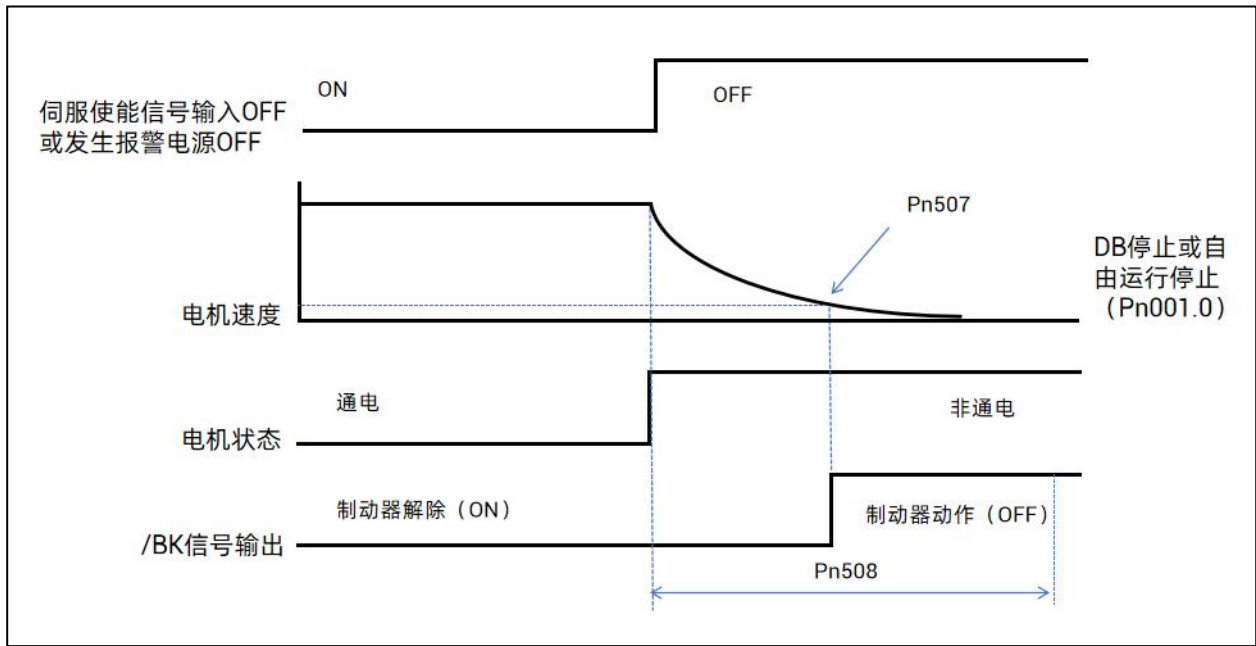 ON
OFF
伺服使能信号输入OFF
或发生报警电源OFF
Pn507
DB停止或自
由运行停止
（Pn001.0）
电机速度
通电
非通电
电机状态
制动器解除（ON）
制动器动作（OFF）
/BK信号输出
Pn508